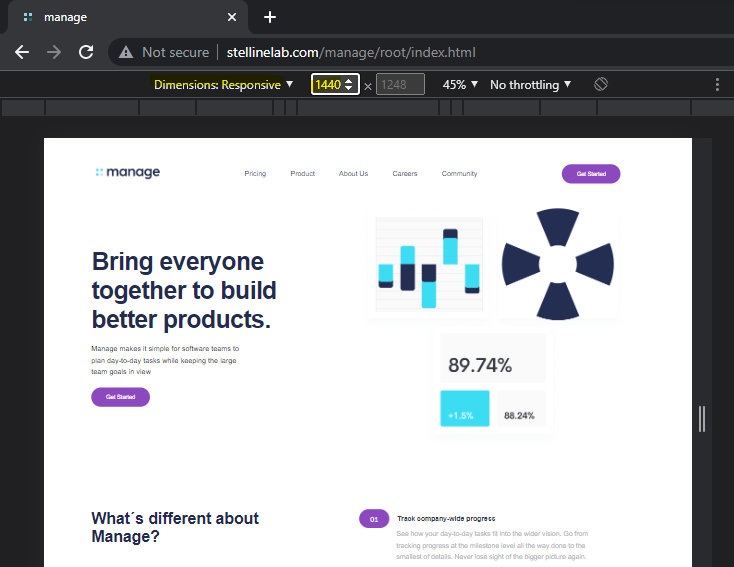 manage
Not secure stellinelab.com/manage/root/index.html
Dimensions: Responsive 1440 × 1248 45% No throttling
manage Pricing Product About Us Careers Community Get Started
Bring everyone
together to build
better products.
Manage makes it simple for software teams to
plan day-to-day tasks while keeping the large
team goals in view
Get Started
89.74%
+1.5% 88.24%
What´s different about
Manage?
01 Track company-wide progress
See how your day-to-day tasks fit into the wider vision. Go from
tracking progress at the milestone level all the way done to the
smallest of details. Never lose sight of the bigger picture again.